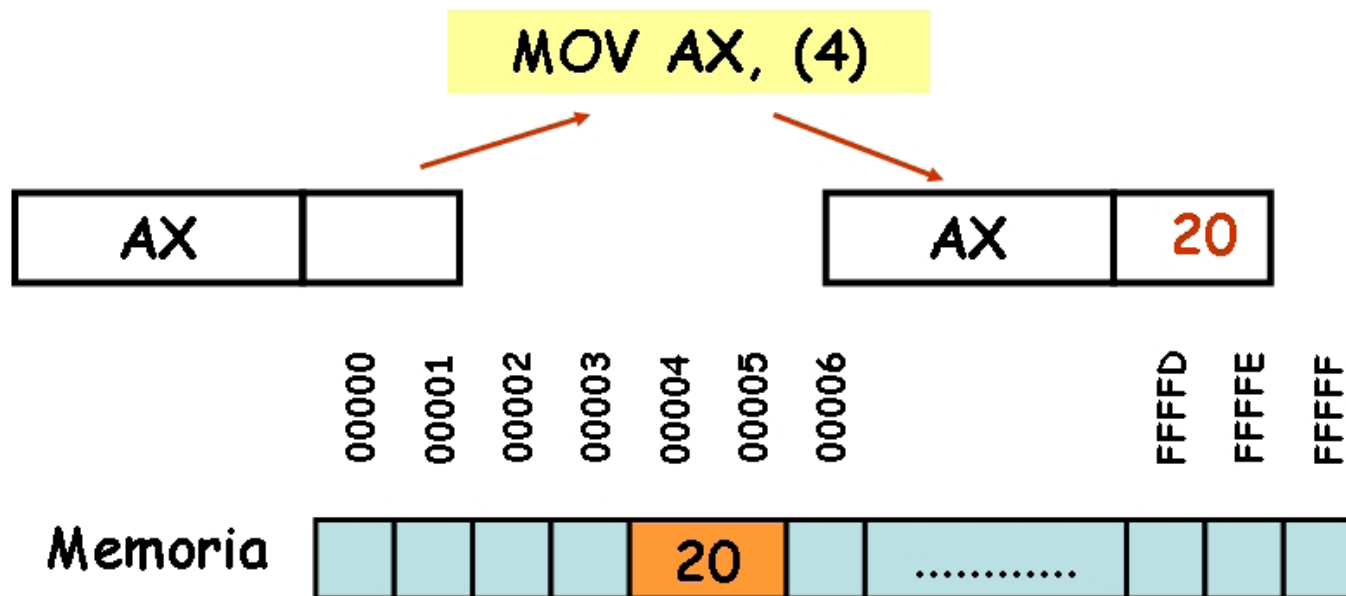 MOV AX, (4)
AX
AX 20
00000 00001 00002 00003 00004 00005 00006 FFFFD FFFFE FFFFF
Memoria 20 ............